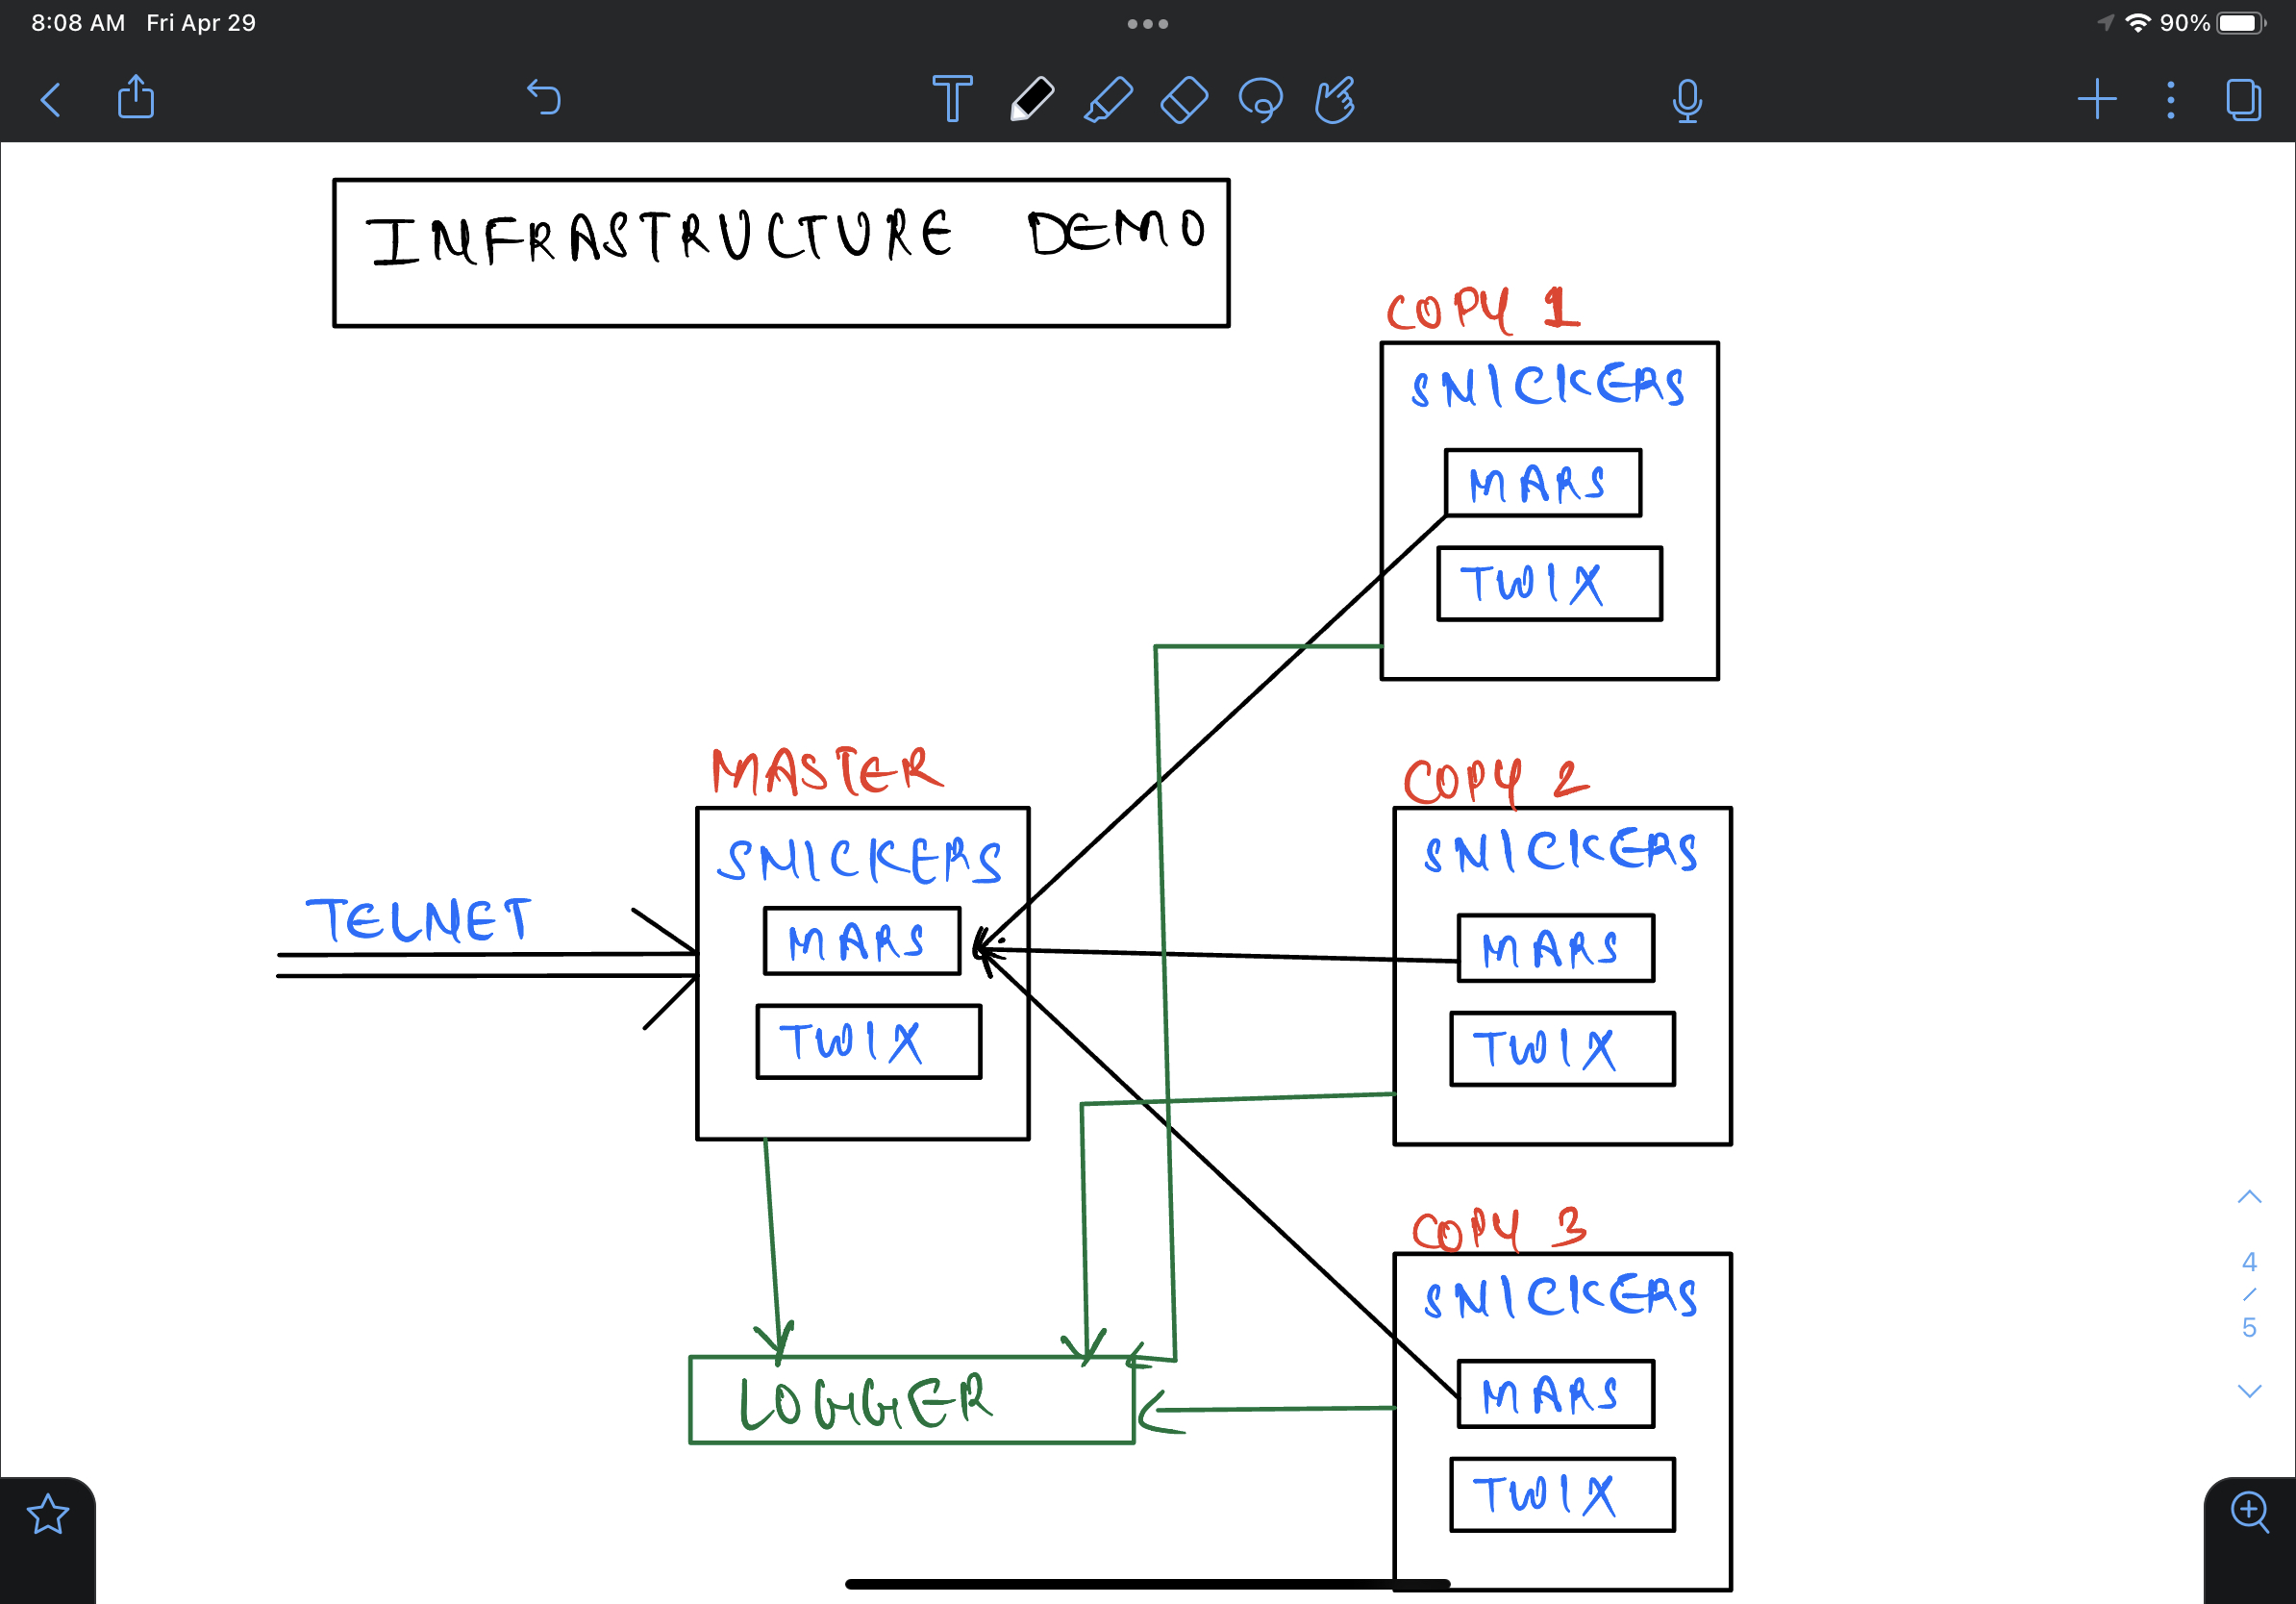 8:08 AM Fri Apr 29
90%
INFRASTRUCTURE DEMO
COPY 1
SNICKERS
MARS
TWIX
MASTER
SNICKERS
MARS
TWIX
TELNET
COPY 2
SNICKERS
MARS
TWIX
COPY 3
SNICKERS
MARS
TWIX
LOGGER
4
/
5